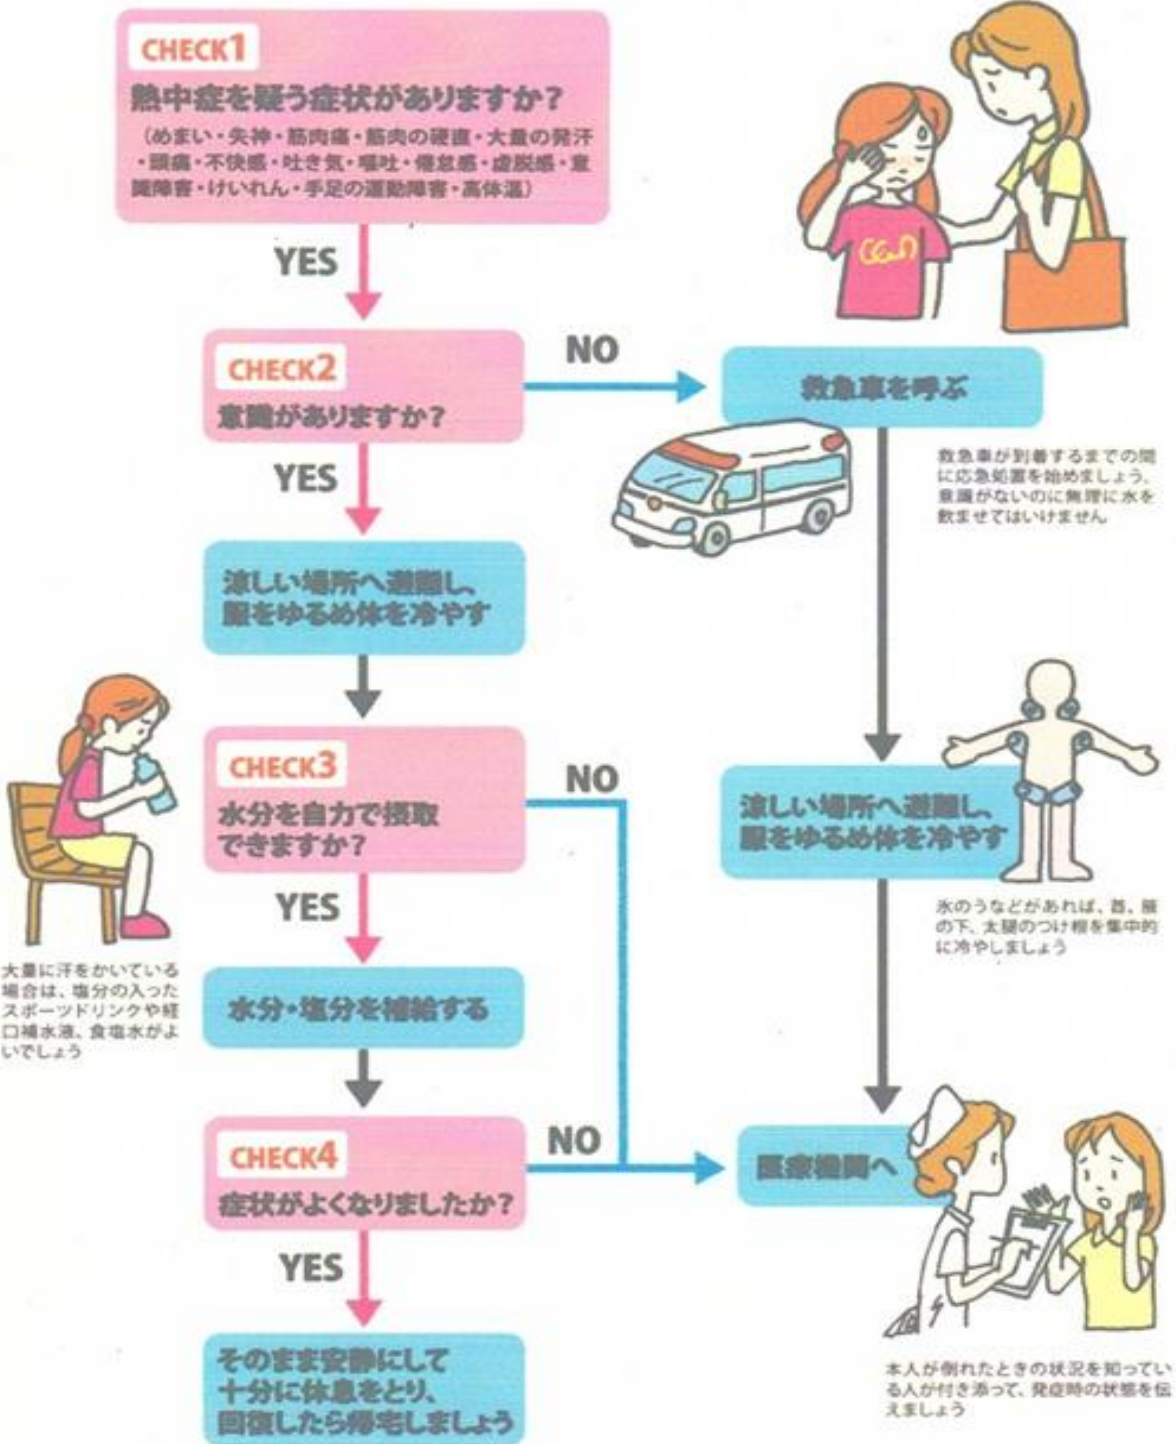 CHECK1
熱中症を疑う症状がありますか?
(めまい・失神・筋肉痛・筋肉の硬直・大量の発汗
・頭痛・不快感・吐き気・嘔吐・倦怠感・虚脱感・意
識障害・けいれん・手足の運動障害・高体温)
YES
CHECK2
意識がありますか?
NO
救急車を呼ぶ
救急車が到着するまでの間
に応急処置を始めましょう、
意識がないのに無理に水を
飲ませてはいけません
YES
涼しい場所へ避難し、
服をゆるめ体を冷やす
CHECK3
水分を自力で摂取
できますか?
NO
涼しい場所へ避難し、
服をゆるめ体を冷やす
氷のうなどがあれば、首、腋
の下、太腿のつけ根を集中的
に冷やしましょう
YES
大量に汗をかいている
場合は、塩分の入った
スポーツドリンクや経
口補水液、食塩水がよ
いでしょう
水分・塩分を補給する
CHECK4
症状がよくなりましたか?
NO
医療機関へ
YES
そのまま安静にして
十分に休息をとり、
回復したら帰宅しましょう
本人が倒れたときの状況を知ってい
る人が付き添って、発症時の状態を伝
えましょう